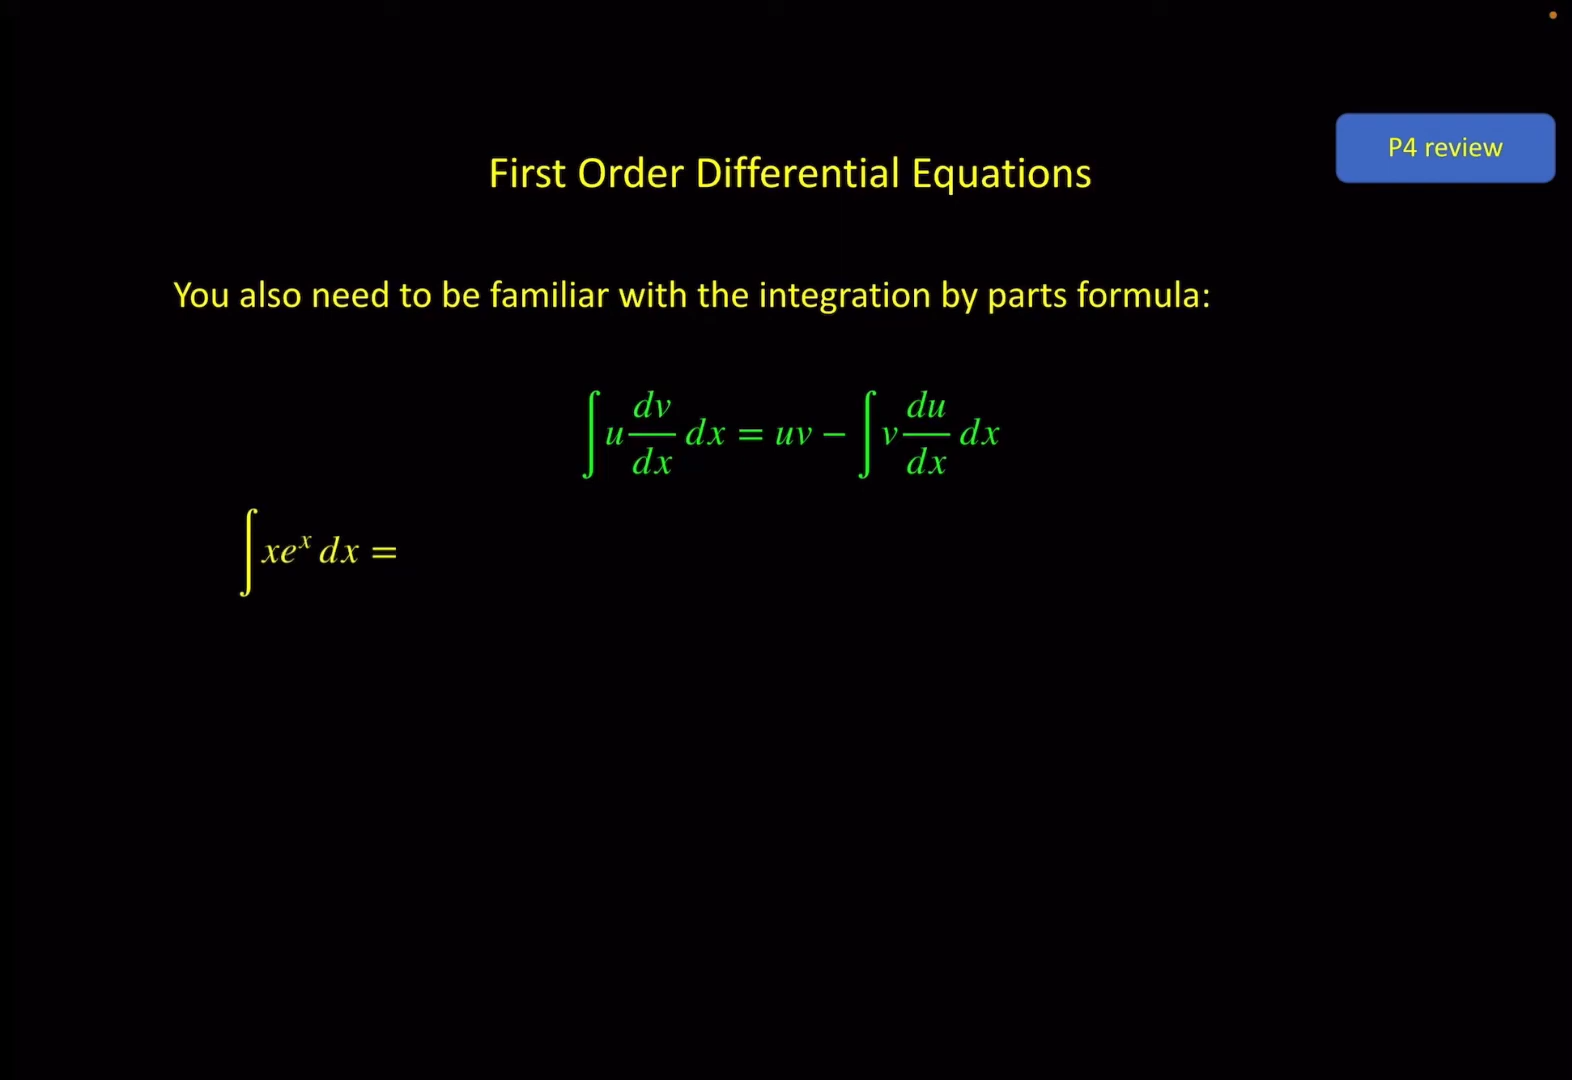 P4 review
First Order Differential Equations
You also need to be familiar with the integration by parts formula:
∫ u dv/dx dx = uv − ∫ v du/dx dx
∫ xeˣ dx =